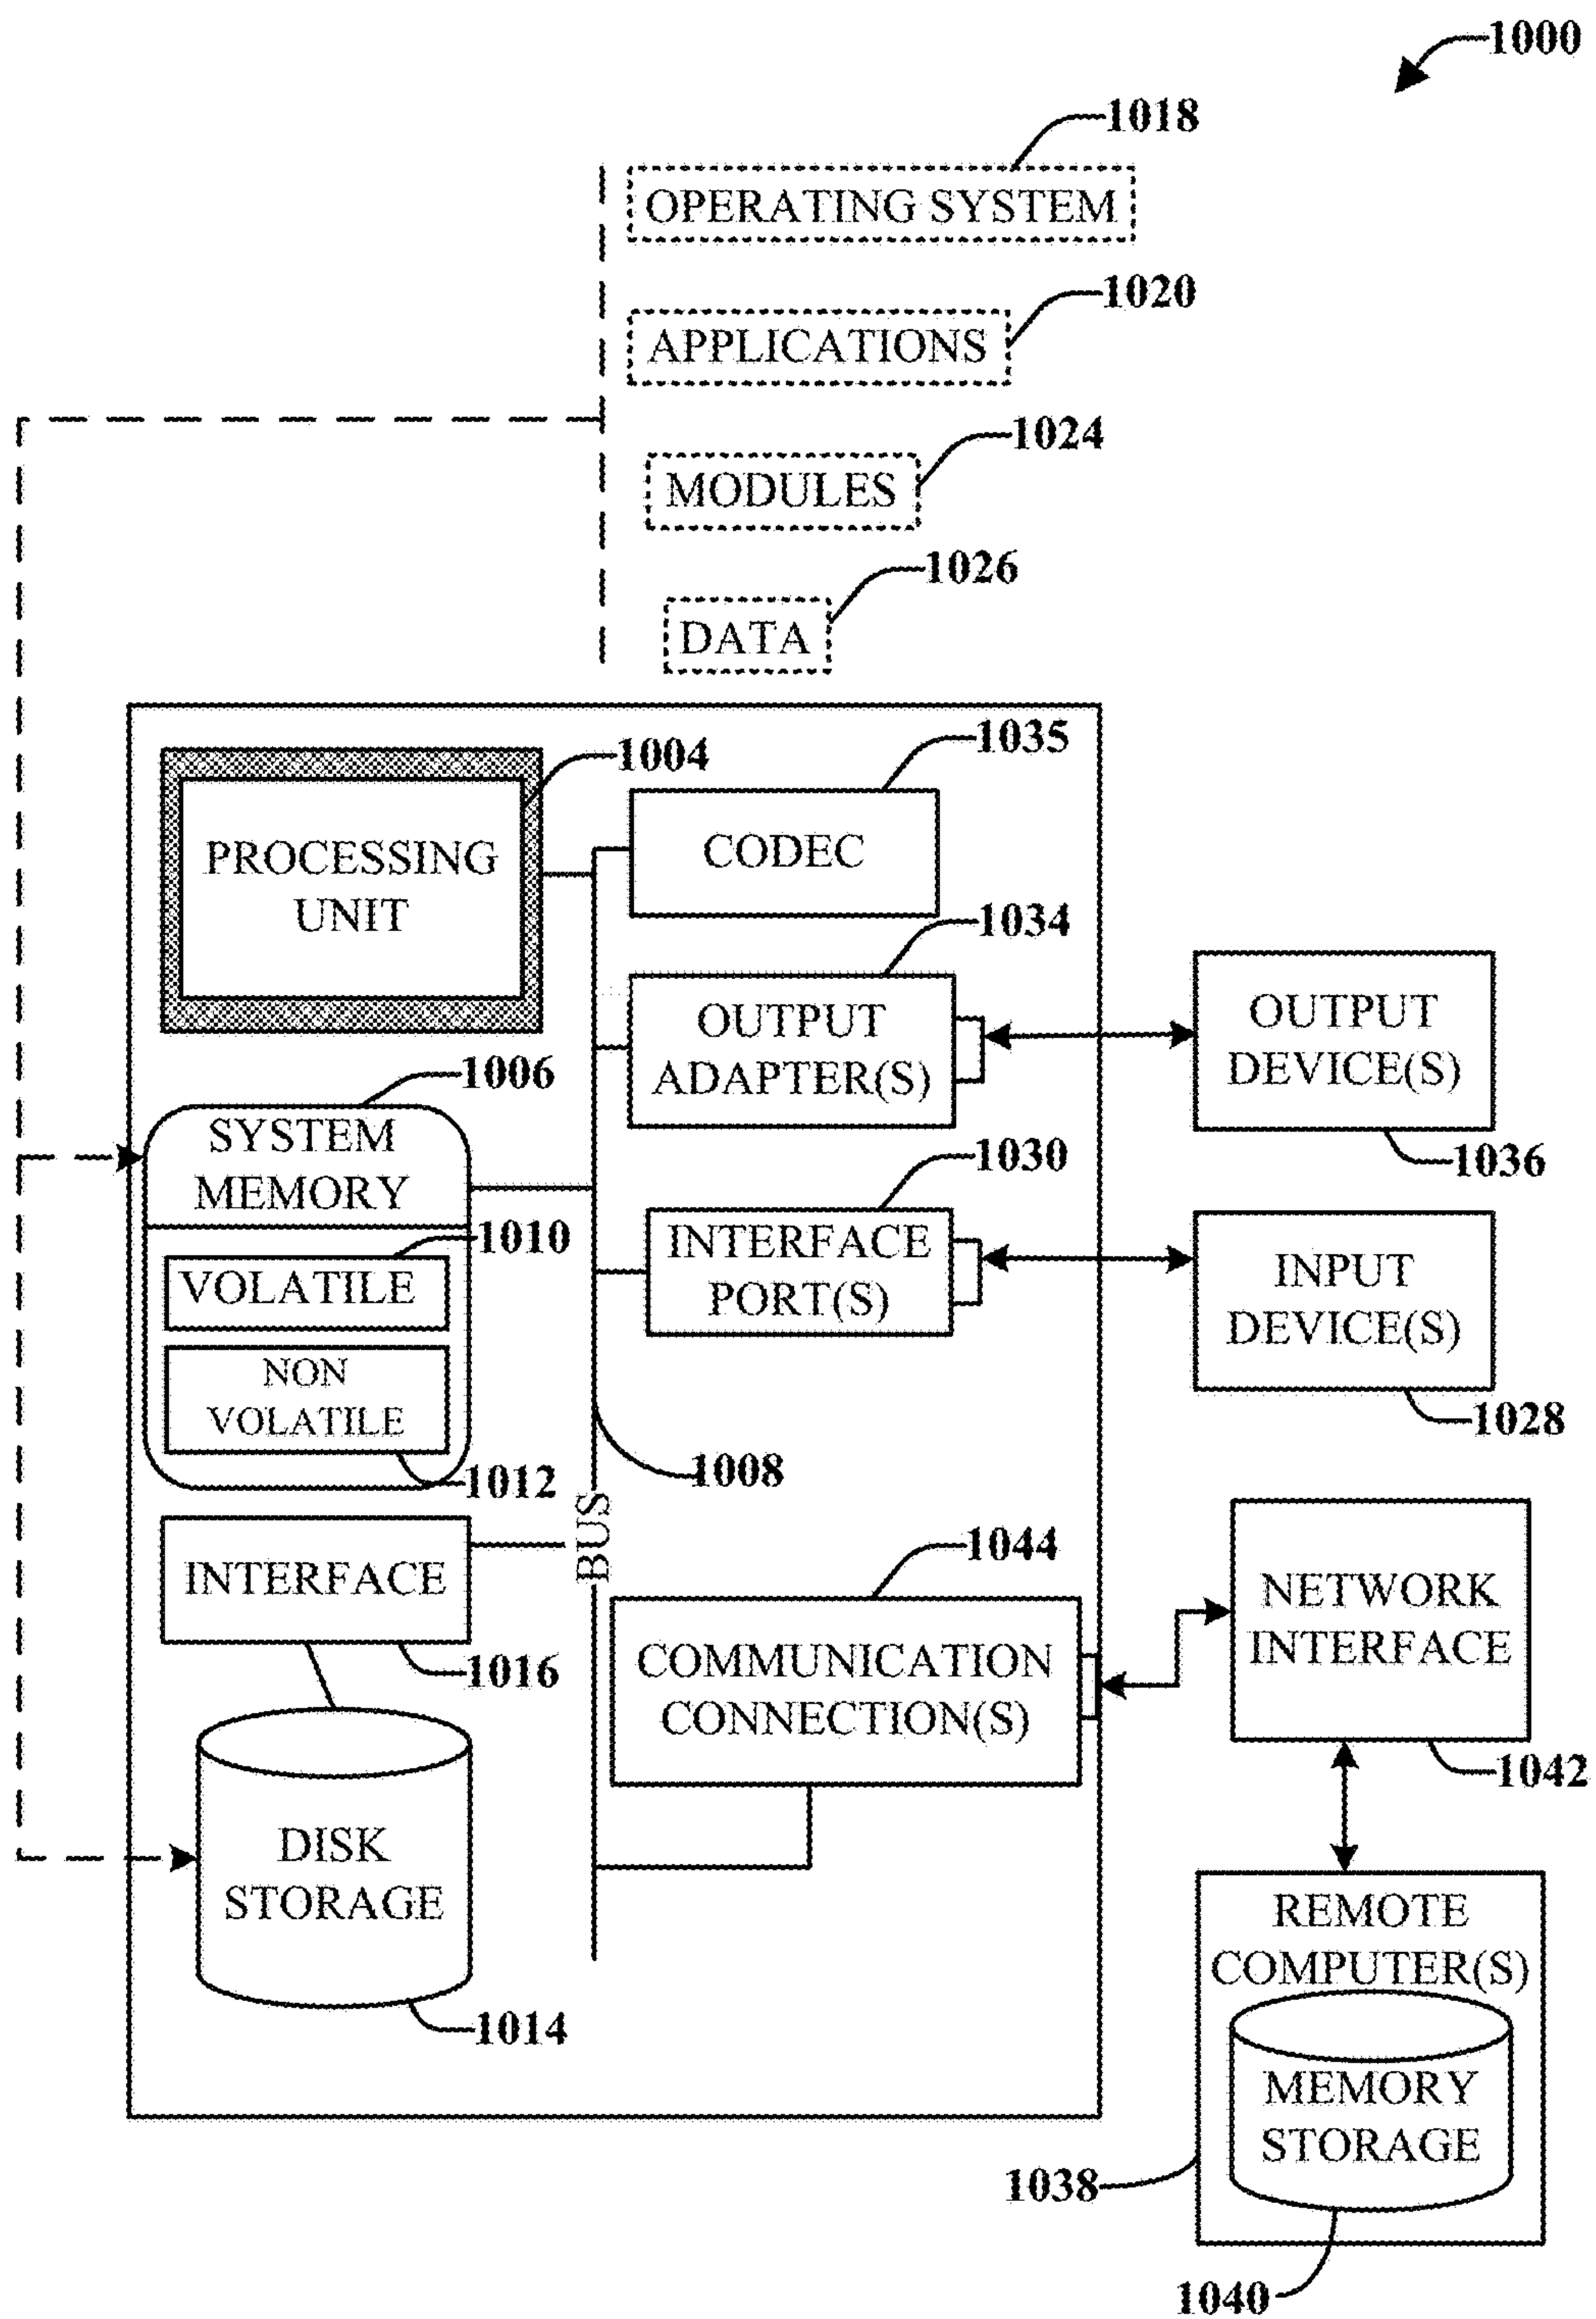 1000
1018
OPERATING SYSTEM
1020
APPLICATIONS
1024
MODULES
1026
DATA
1004
PROCESSING
UNIT
1035
CODEC
1034
OUTPUT
ADAPTER(S)
OUTPUT
DEVICE(S)
1036
1006
SYSTEM
MEMORY
1010
VOLATILE
NON
VOLATILE
1012
1030
INTERFACE
PORT(S)
INPUT
DEVICE(S)
1028
1008
BUS
INTERFACE
1016
1044
COMMUNICATION
CONNECTION(S)
NETWORK
INTERFACE
1042
DISK
STORAGE
1014
REMOTE
COMPUTER(S)
MEMORY
STORAGE
1038
1040